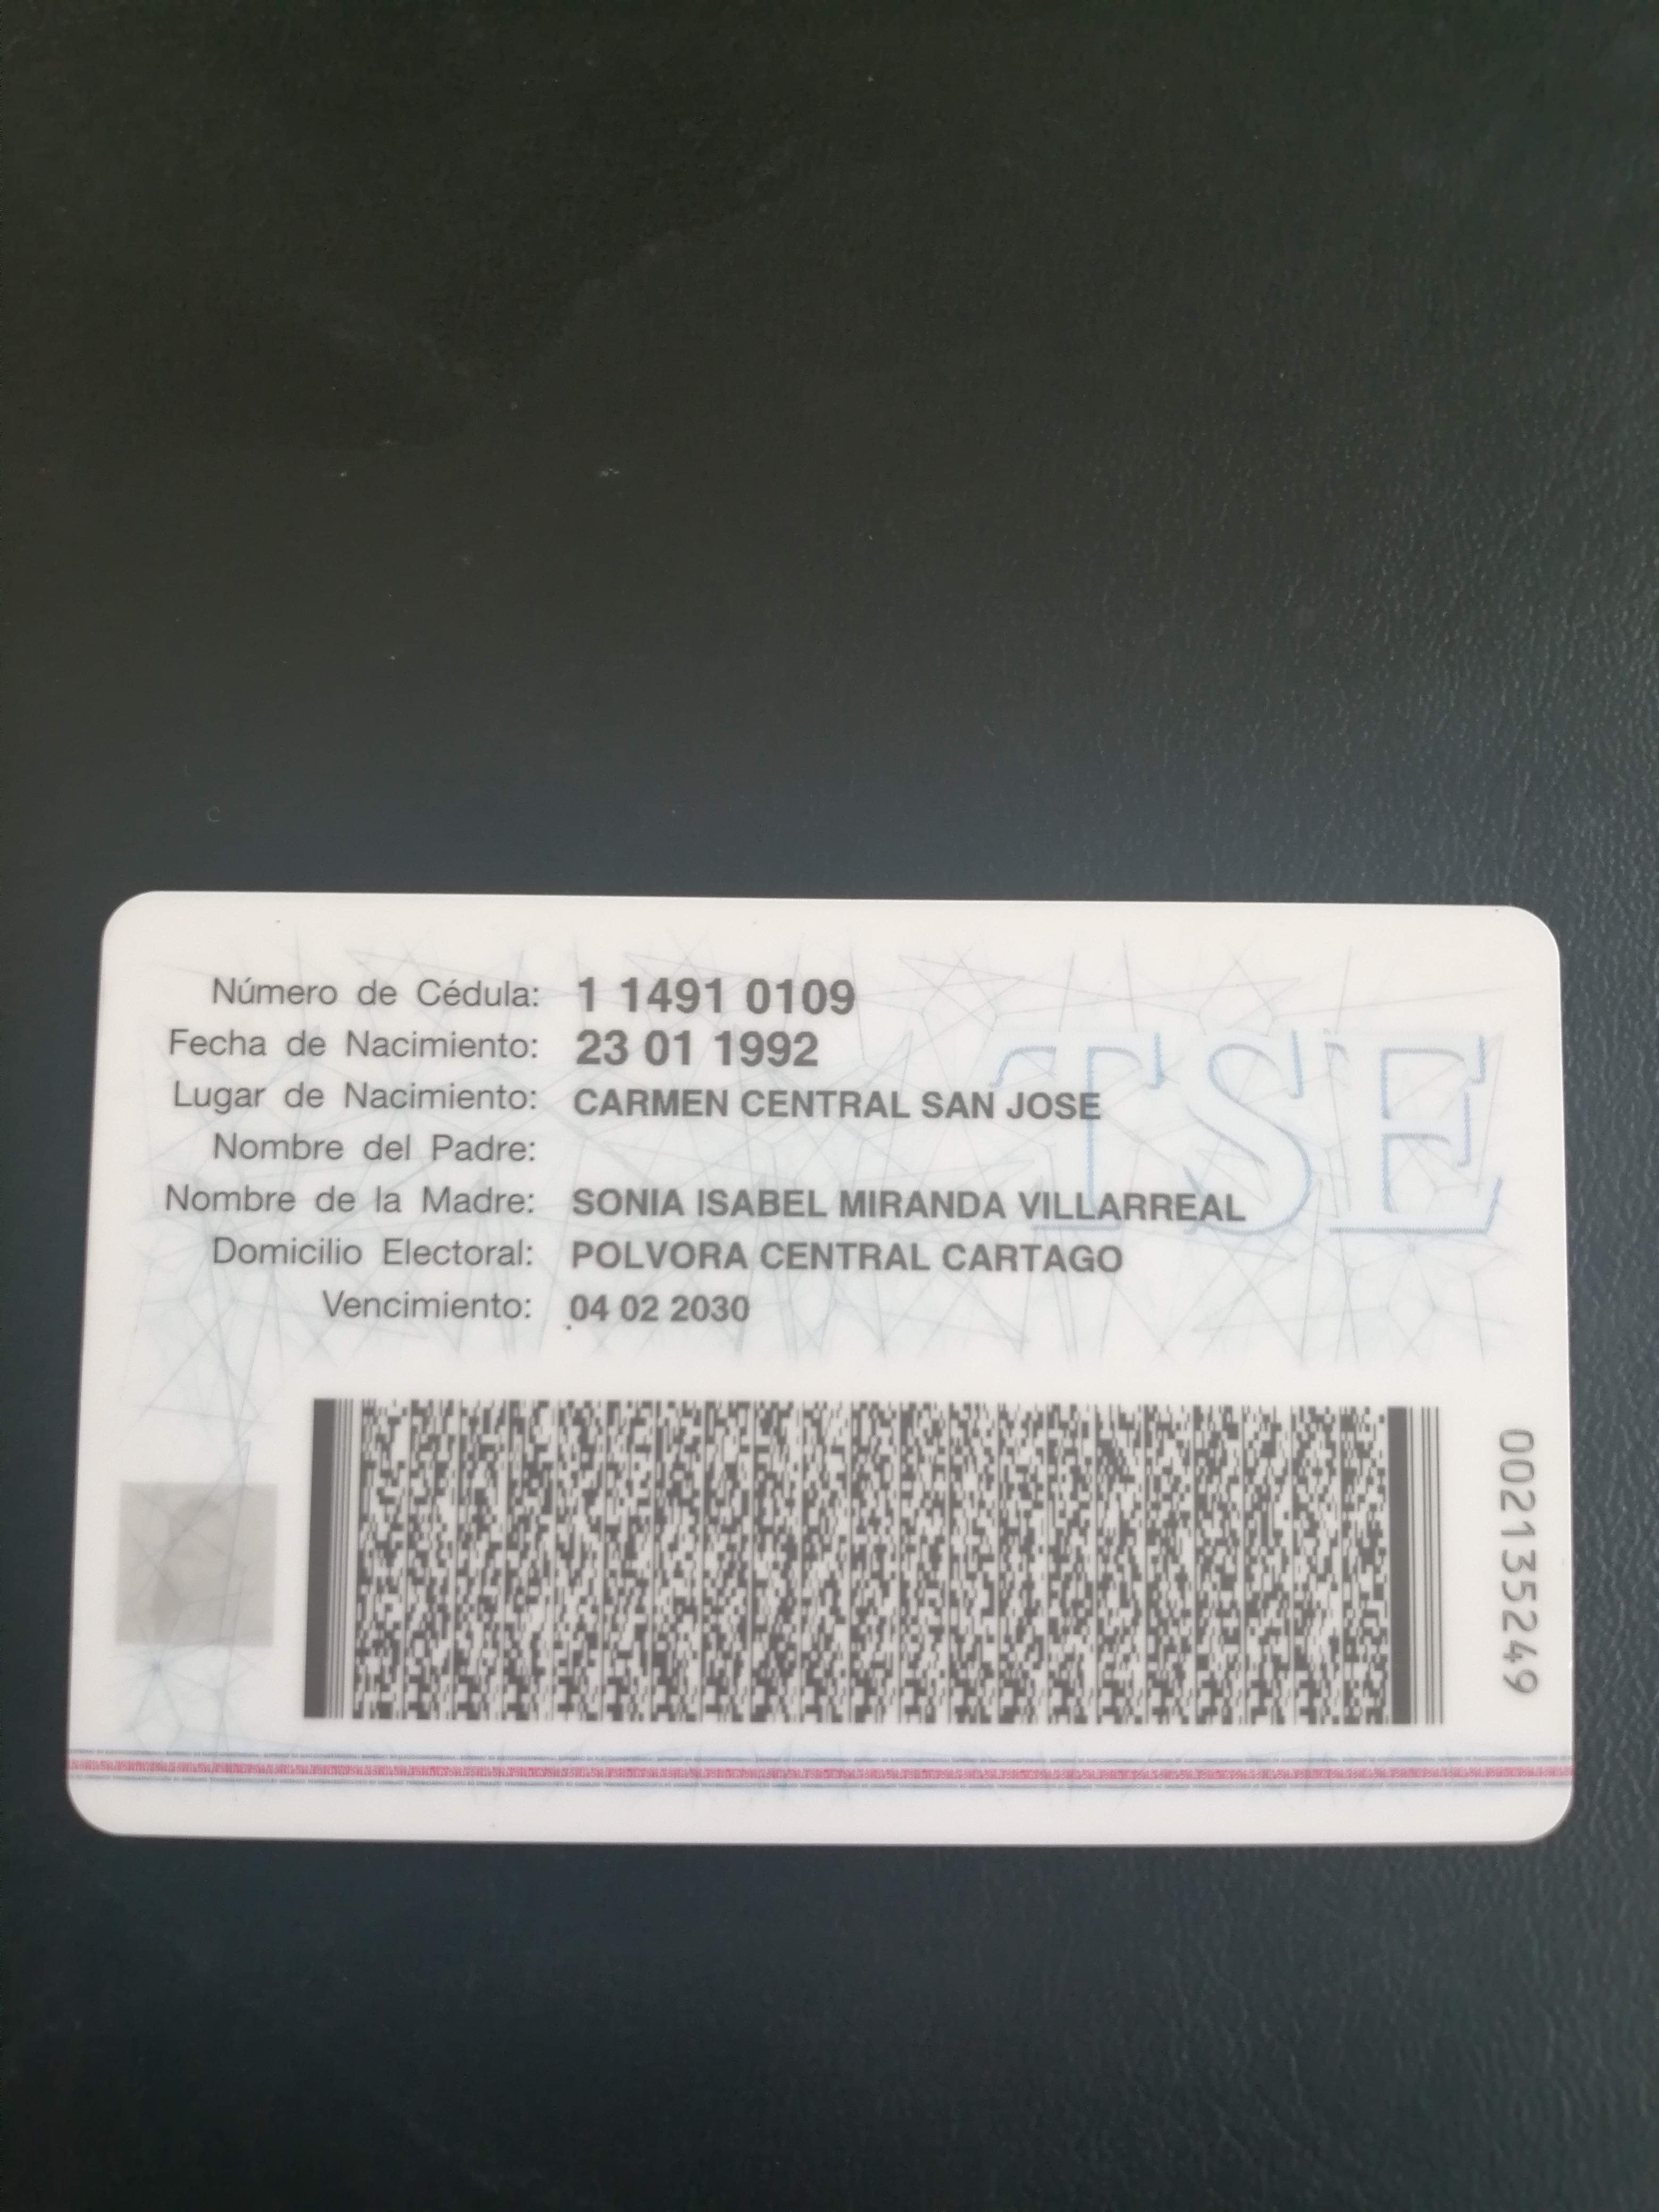 Número de Cédula: 1 1491 0109
Fecha de Nacimiento: 23 01 1992
Lugar de Nacimiento: CARMEN CENTRAL SAN JOSE
Nombre del Padre:
Nombre de la Madre: SONIA ISABEL MIRANDA VILLARREAL
Domicilio Electoral: POLVORA CENTRAL CARTAGO
Vencimiento: 04 02 2030
TSE
002135249